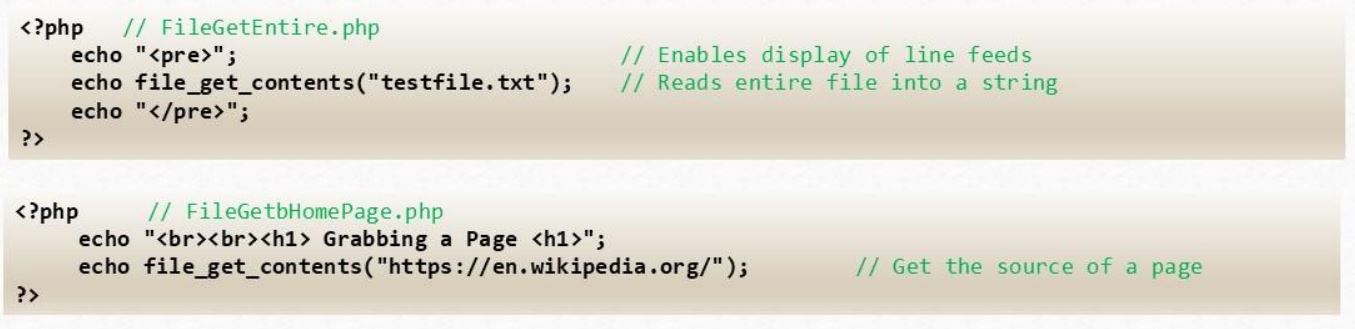 <?php // FileGetEntire.php
echo "<pre>"; // Enables display of line feeds
echo file_get_contents("testfile.txt"); // Reads entire file into a string
echo "</pre>";
?>
<?php // FileGetbHomePage.php
echo "<br><br><h1> Grabbing a Page <h1>";
echo file_get_contents("https://en.wikipedia.org/"); // Get the source of a page
?>